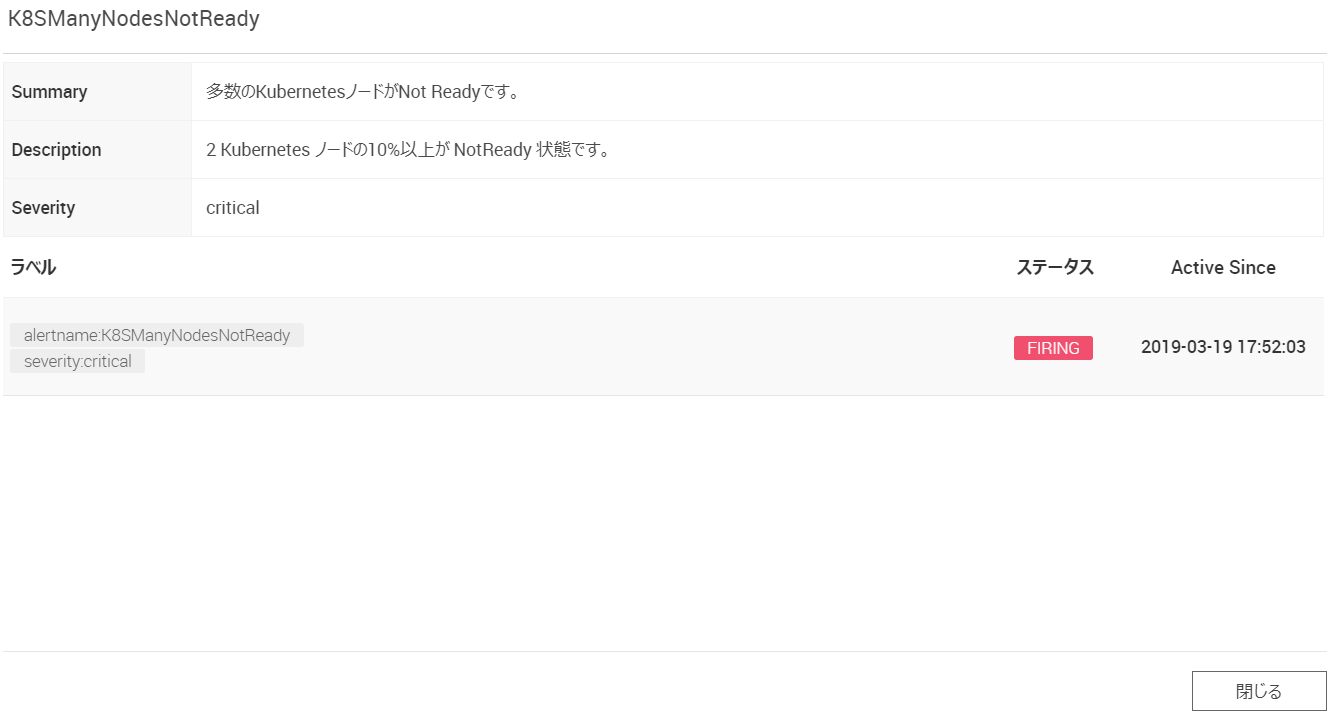 K8SManyNodesNotReady
Summary 多数のKubernetesノードがNot Readyです。
Description 2 Kubernetes ノードの10%以上が NotReady 状態です。
Severity critical
ラベル ステータス Active Since
alertname:K8SManyNodesNotReady
severity:critical
FIRING 2019-03-19 17:52:03
閉じる